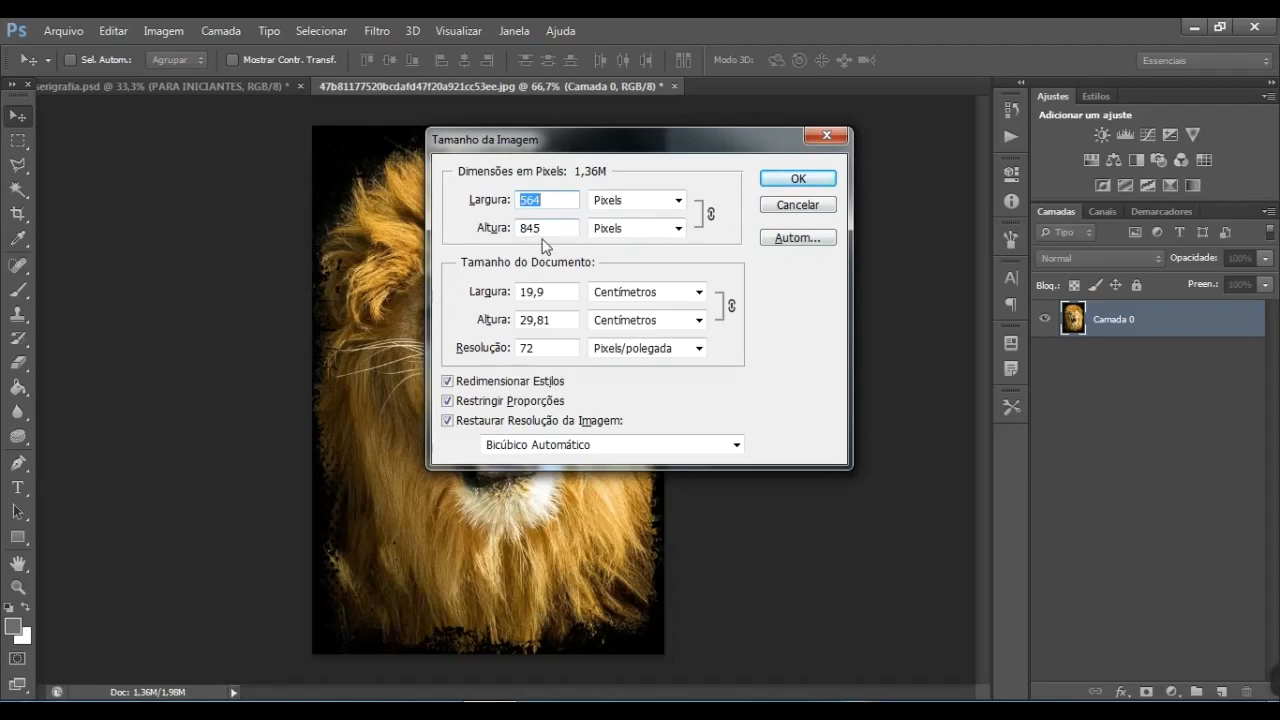 Ps Arquivo Editar Imagem Camada Tipo Selecionar Filtro 3D Visualizar Janela Ajuda
Sel. Autom.: Agrupar Mostrar Contr. Transf. Modo 3D: Essenciais
serigrafia.psd @ 33,3% (PARA INICIANTES, RGB/8) * × 47b81177520bcdafd47f20a921cc53ee.jpg @ 66,7% (Camada 0, RGB/8) * ×
Ajustes Estilos
Adicionar um ajuste
Tamanho da Imagem
Dimensões em Pixels: 1,36M
Largura: 564 Pixels
Altura: 845 Pixels
OK
Cancelar
Autom...
Tamanho do Documento:
Largura: 19,9 Centímetros
Altura: 29,81 Centímetros
Resolução: 72 Pixels/polegada
Redimensionar Estilos
Restringir Proporções
Restaurar Resolução da Imagem:
Bicúbico Automático
Camadas Canais Demarcadores
Tipo
Normal Opacidade: 100%
Bloq.: Preen.: 100%
Camada 0
Doc: 1,36M/1,98M